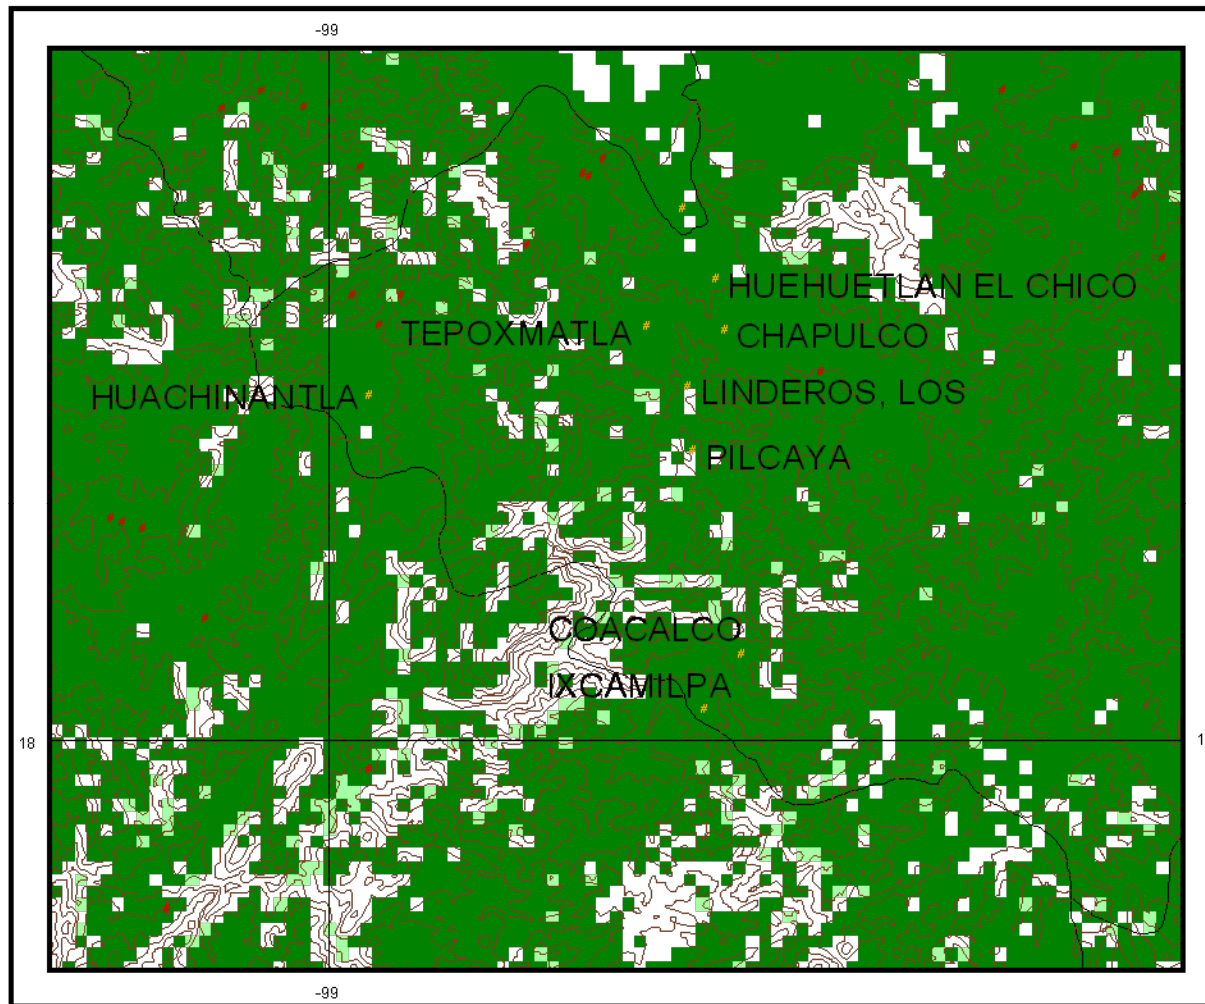 -99
HUEHUETLAN EL CHICO
TEPOXMATLA
CHAPULCO
HUACHINANTLA
LINDEROS, LOS
PILCAYA
COACALCO
IXCAMILPA
18
1
-99